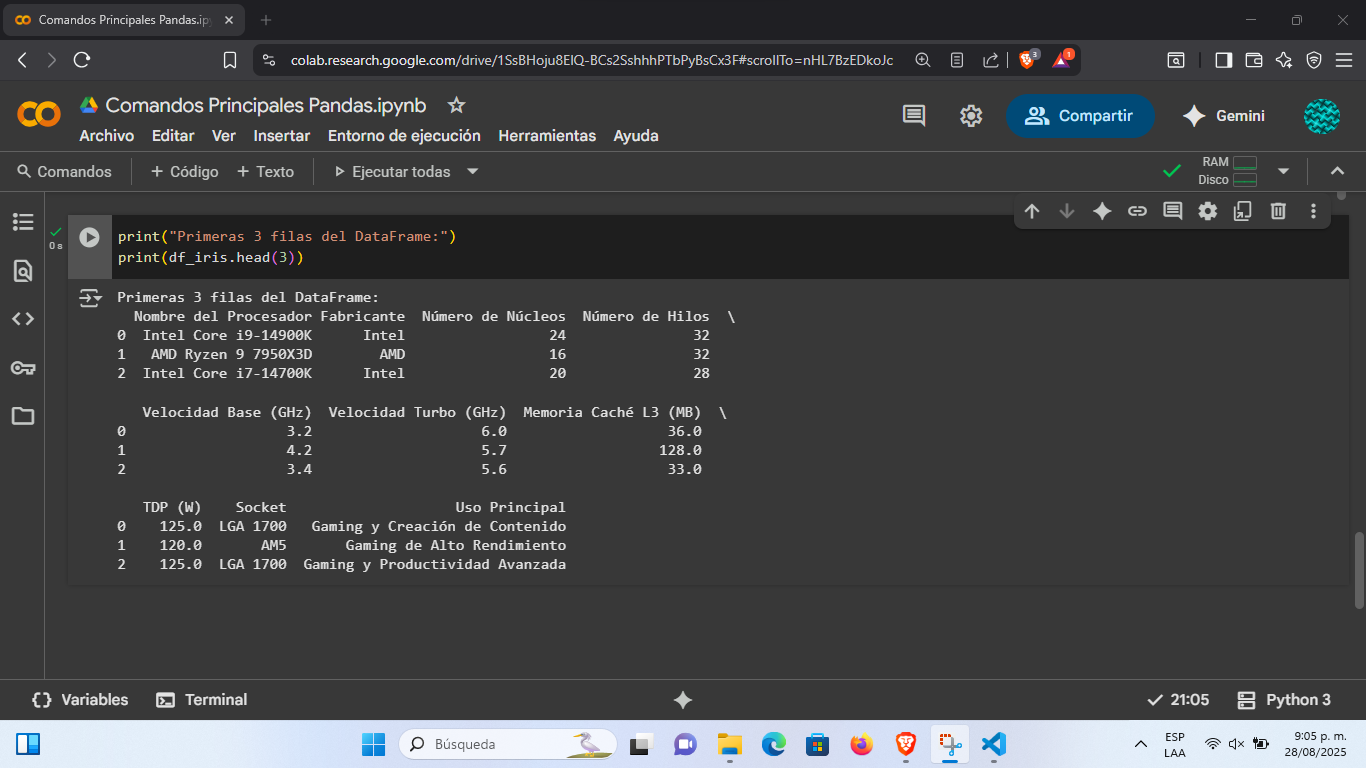 Comandos Principales Pandas.ip
colab.research.google.com/drive/1SsBHoju8ElQ-BCs2SshhhPTbPyBsCx3F#scrollTo=nHL7BzEDkoJc
3
1
Comandos Principales Pandas.ipynb
Archivo Editar Ver Insertar Entorno de ejecución Herramientas Ayuda
Compartir
Gemini
Comandos + Código + Texto Ejecutar todas
RAM
Disco
0 s
print("Primeras 3 filas del DataFrame:")
print(df_iris.head(3))
Primeras 3 filas del DataFrame:
  Nombre del Procesador Fabricante  Número de Núcleos  Número de Hilos  \
0  Intel Core i9-14900K      Intel                 24               32
1   AMD Ryzen 9 7950X3D        AMD                 16               32
2  Intel Core i7-14700K      Intel                 20               28
   Velocidad Base (GHz)  Velocidad Turbo (GHz)  Memoria Caché L3 (MB)  \
0                   3.2                    6.0                   36.0
1                   4.2                    5.7                  128.0
2                   3.4                    5.6                   33.0
   TDP (W)    Socket                    Uso Principal
0    125.0  LGA 1700   Gaming y Creación de Contenido
1    120.0       AM5       Gaming de Alto Rendimiento
2    125.0  LGA 1700  Gaming y Productividad Avanzada
Variables Terminal
21:05 Python 3
Búsqueda
ESP
LAA
9:05 p. m.
28/08/2025